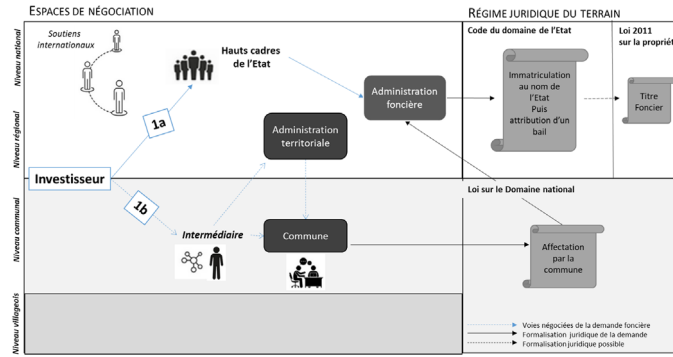 ESPACES DE NÉGOCIATION
RÉGIME JURIDIQUE DU TERRAIN
Niveau national
Niveau régional
Niveau communal
Niveau villageois
Soutiens
internationaux
Hauts cadres
de l'Etat
1a
Investisseur
1b
Intermédiaire
Administration
territoriale
Administration
foncière
Commune
Code du domaine de l'Etat
Immatriculation
au nom de
l'Etat
Puis
attribution d'un
bail
Loi 2011
sur la propriét
Titre
Foncier
Loi sur le Domaine national
Affectation
par la
commune
Voies négociées de la demande foncière
Formalisation juridique de la demande
Formalisation juridique possible